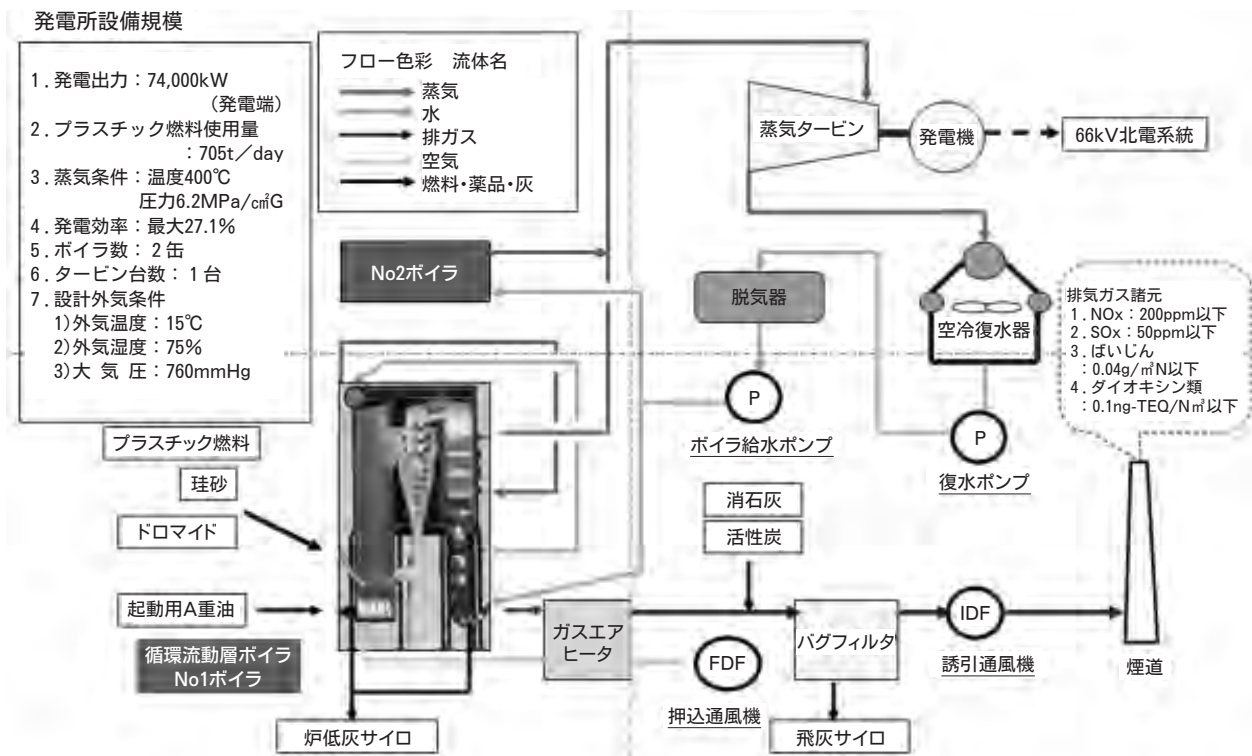 発電所設備規模
1．発電出力：74,000kW
（発電端）
2．プラスチック燃料使用量
：705t／day
3．蒸気条件：温度400℃
圧力6.2MPa/c㎡G
4．発電効率：最大27.1%
5．ボイラ数：2缶
6．タービン台数：1台
7．設計外気条件
1)外気温度：15℃
2)外気湿度：75%
3)大 気 圧：760mmHg
フロー色彩　流体名
蒸気
水
排ガス
空気
燃料・薬品・灰
蒸気タービン
発電機
66kV北電系統
No2ボイラ
脱気器
空冷復水器
排気ガス諸元
1．NOx：200ppm以下
2．SOx：50ppm以下
3．ばいじん
：0.04g/㎥N以下
4．ダイオキシン類
：0.1ng-TEQ/N㎥以下
P
ボイラ給水ポンプ
P
復水ポンプ
プラスチック燃料
珪砂
ドロマイド
起動用A重油
循環流動層ボイラ
No1ボイラ
消石灰
活性炭
ガスエア
ヒータ
FDF
押込通風機
バグフィルタ
IDF
誘引通風機
煙道
炉低灰サイロ
飛灰サイロ